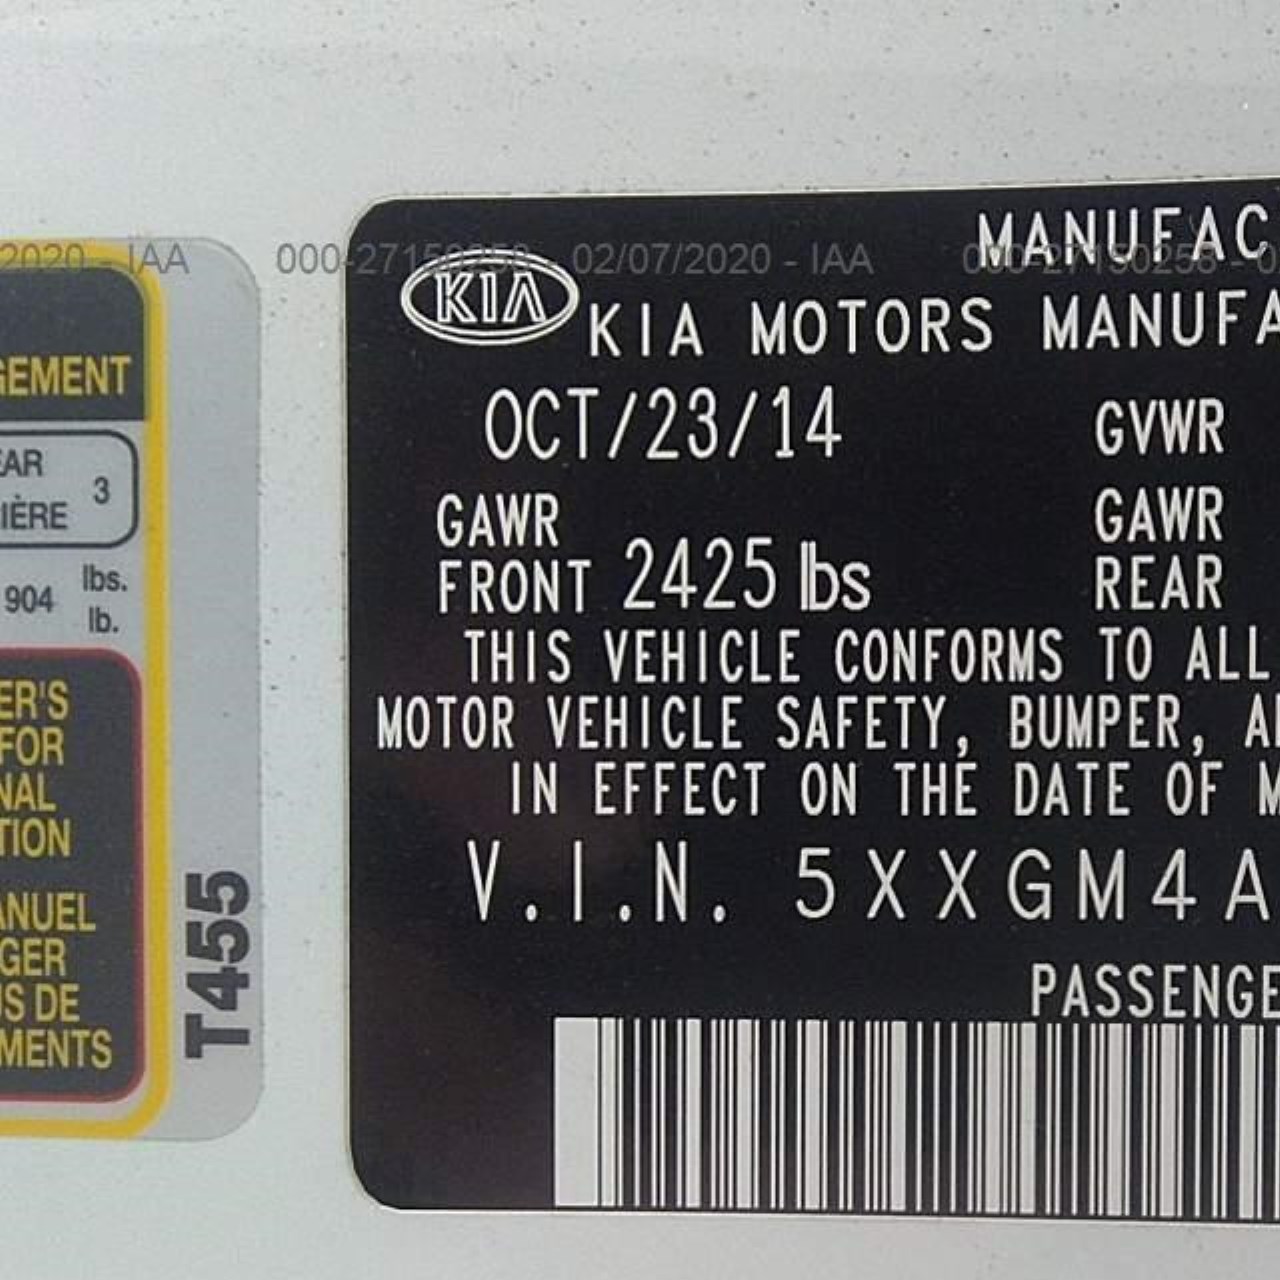 2020 - IAA 000-27150258 - 02/07/2020 - IAA 000-27150258 - 0
GEMENT
EAR
IÈRE 3
904 lbs.
lb.
ER'S
FOR
NAL
TION
ANUEL
GER
US DE
MENTS
T455
MANUFAC
KIA KIA MOTORS MANUFA
OCT/23/14 GVWR
GAWR GAWR
FRONT 2425 lbs REAR
THIS VEHICLE CONFORMS TO ALL
MOTOR VEHICLE SAFETY, BUMPER, A
IN EFFECT ON THE DATE OF M
V.I.N. 5XXGM4A
PASSENGE